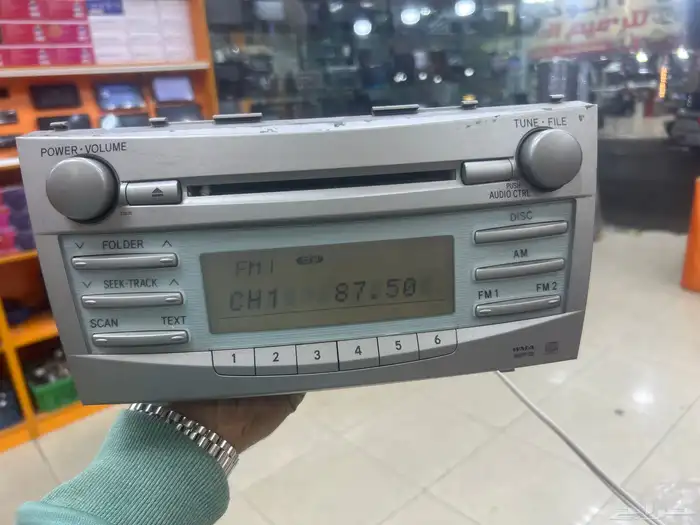 POWER · VOLUME
TUNE · FILE
PUSH
AUDIO CTRL
DISC
∨ FOLDER ∧
AM
FM1
CH1 87.50
∨ SEEK·TRACK ∧
FM 1 FM 2
SCAN TEXT
1 2 3 4 5 6
WMA
MP3